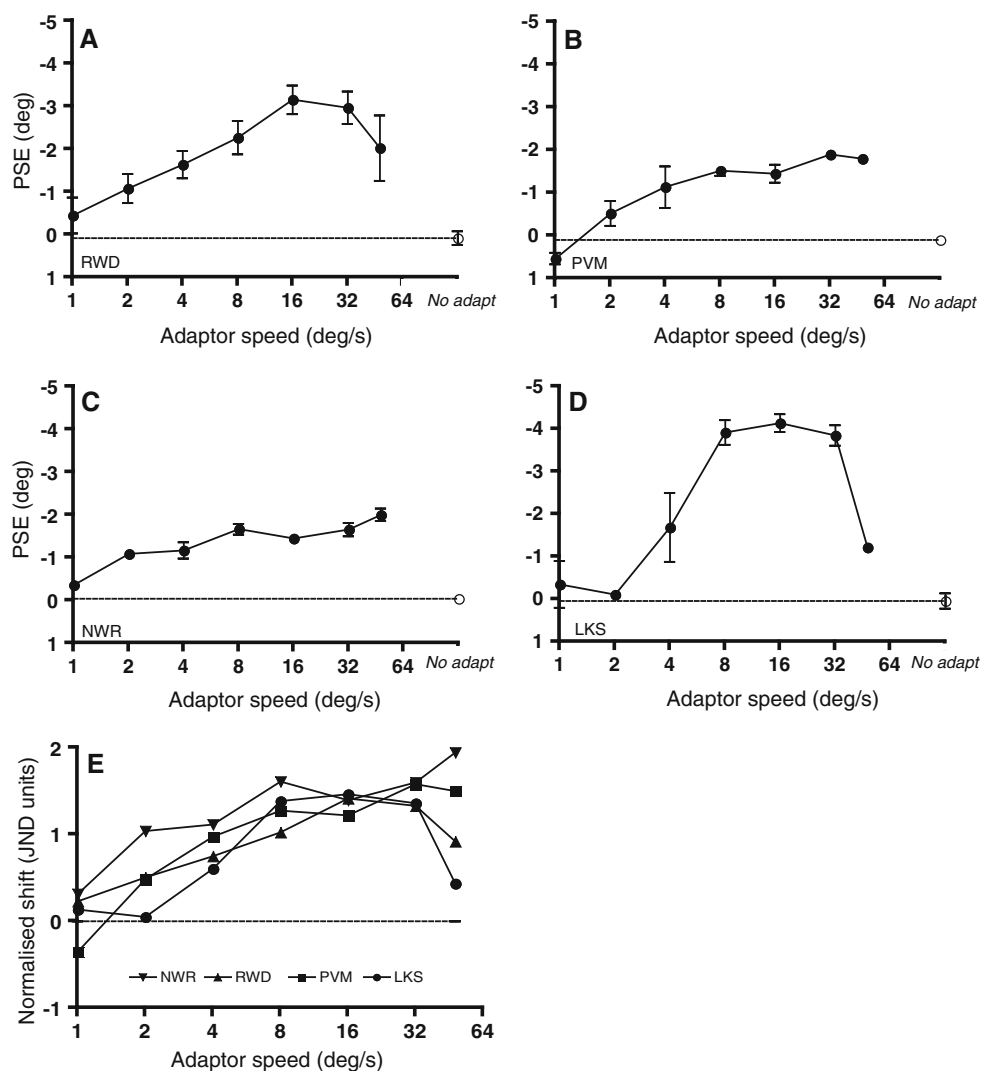 A
PSE (deg)
-5
-4
-3
-2
-1
0
1
RWD
1 2 4 8 16 32 64 No adapt
Adaptor speed (deg/s)
B
-5
-4
-3
-2
-1
0
1
PVM
1 2 4 8 16 32 64 No adapt
Adaptor speed (deg/s)
C
PSE (deg)
-5
-4
-3
-2
-1
0
1
NWR
1 2 4 8 16 32 64 No adapt
Adaptor speed (deg/s)
D
-5
-4
-3
-2
-1
0
1
LKS
1 2 4 8 16 32 64 No adapt
Adaptor speed (deg/s)
E
Normalised shift (JND units)
2
1
0
-1
NWR RWD PVM LKS
1 2 4 8 16 32 64
Adaptor speed (deg/s)